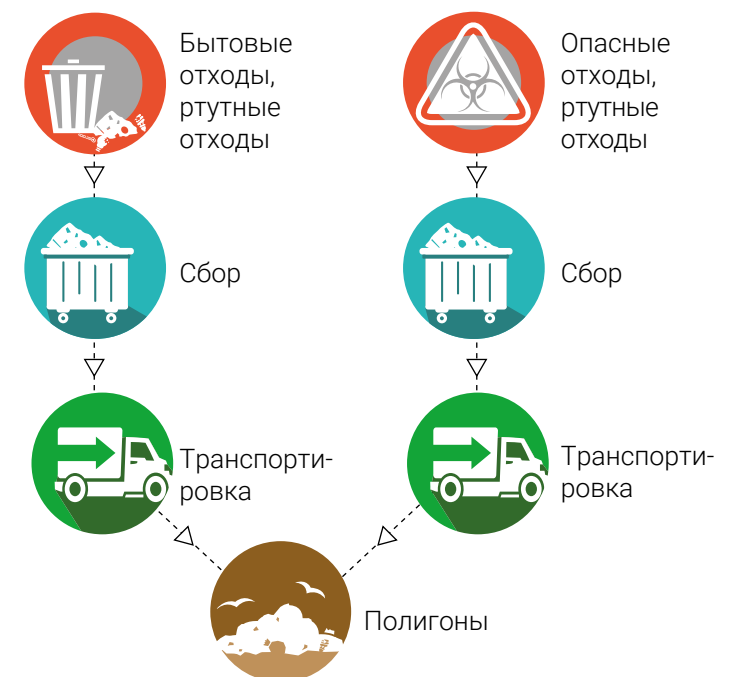 Бытовые
отходы,
ртутные
отходы
Опасные
отходы,
ртутные
отходы
Сбор
Сбор
Транспорти-
ровка
Транспорти-
ровка
Полигоны